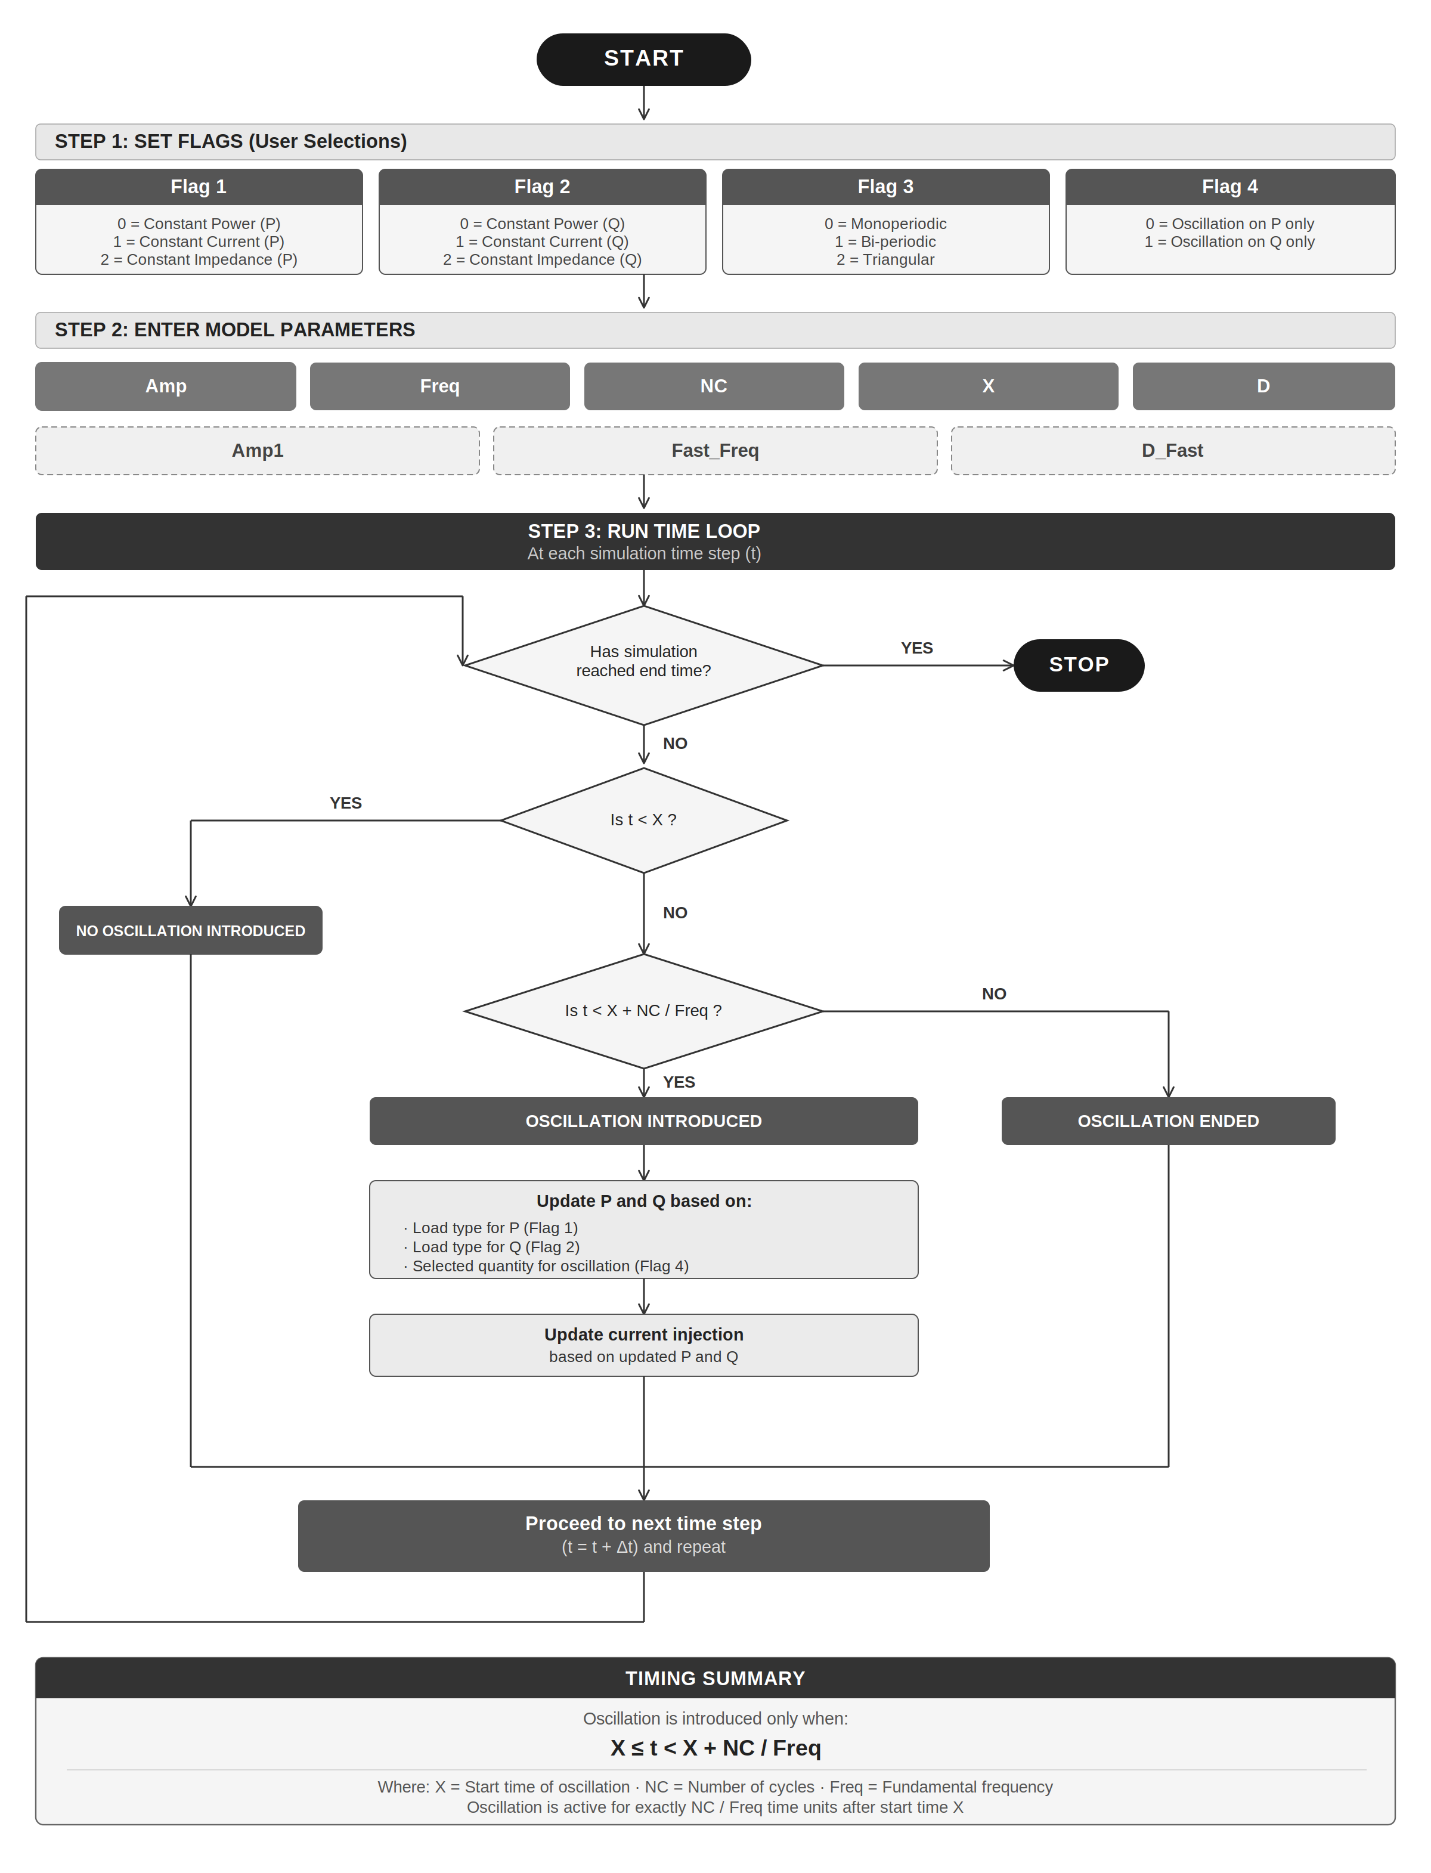 START
STEP 1: SET FLAGS (User Selections)
Flag 1
0 = Constant Power (P)
1 = Constant Current (P)
2 = Constant Impedance (P)
Flag 2
0 = Constant Power (Q)
1 = Constant Current (Q)
2 = Constant Impedance (Q)
Flag 3
0 = Monoperiodic
1 = Bi-periodic
2 = Triangular
Flag 4
0 = Oscillation on P only
1 = Oscillation on Q only
STEP 2: ENTER MODEL PARAMETERS
Amp
Freq
NC
X
D
Amp1
Fast_Freq
D_Fast
STEP 3: RUN TIME LOOP
At each simulation time step (t)
Has simulation
reached end time?
YES
STOP
NO
Is t < X ?
YES
NO OSCILLATION INTRODUCED
NO
Is t < X + NC / Freq ?
NO
YES
OSCILLATION INTRODUCED
OSCILLATION ENDED
Update P and Q based on:
· Load type for P (Flag 1)
· Load type for Q (Flag 2)
· Selected quantity for oscillation (Flag 4)
Update current injection
based on updated P and Q
Proceed to next time step
(t = t + Δt) and repeat
TIMING SUMMARY
Oscillation is introduced only when:
X ≤ t < X + NC / Freq
Where: X = Start time of oscillation · NC = Number of cycles · Freq = Fundamental frequency
Oscillation is active for exactly NC / Freq time units after start time X